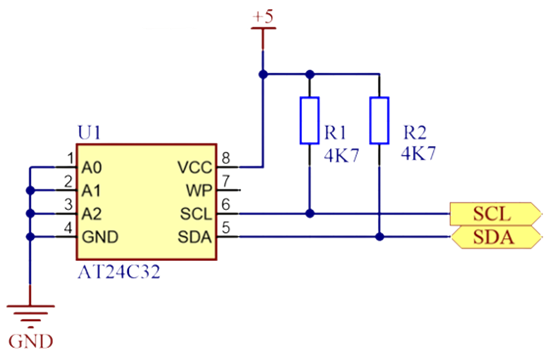 +5
U1
1 A0 VCC 8
2 A1 WP 7
3 A2 SCL 6
4 GND SDA 5
AT24C32
R1
4K7
R2
4K7
SCL
SDA
GND